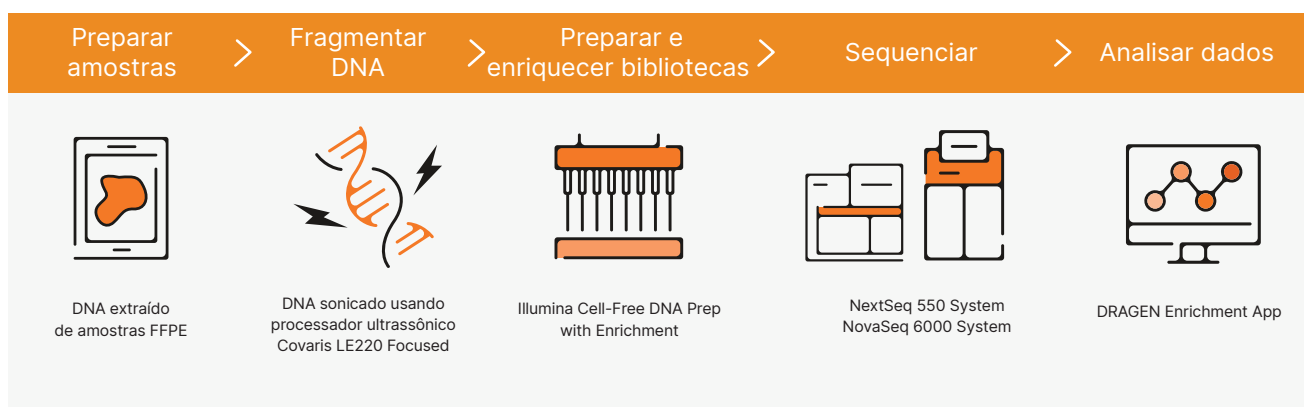 Preparar
amostras
Fragmentar
DNA
Preparar e
enriquecer bibliotecas
Sequenciar
Analisar dados
DNA extraído
de amostras FFPE
DNA sonicado usando
processador ultrassônico
Covaris LE220 Focused
Illumina Cell-Free DNA Prep
with Enrichment
NextSeq 550 System
NovaSeq 6000 System
DRAGEN Enrichment App